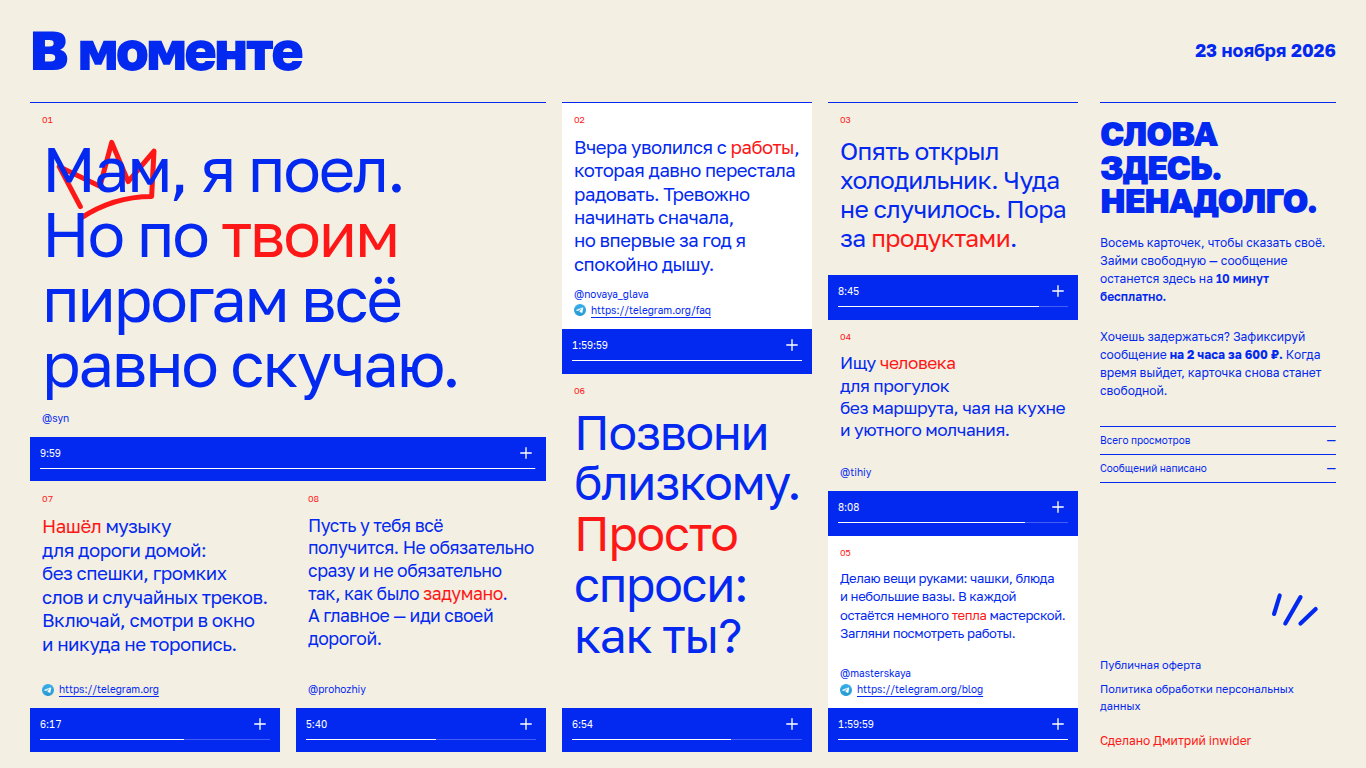 В моменте
23 ноября 2026
01
Мам, я поел.
Но по твоим
пирогам всё
равно скучаю.
@syn
9:59
02
Вчера уволился с работы,
которая давно перестала
радовать. Тревожно
начинать сначала,
но впервые за год я
спокойно дышу.
@novaya_glava
https://telegram.org/faq
1:59:59
03
Опять открыл
холодильник. Чуда
не случилось. Пора
за продуктами.
8:45
04
Ищу человека
для прогулок
без маршрута, чая на кухне
и уютного молчания.
@tihiy
8:08
05
Делаю вещи руками: чашки, блюда
и небольшие вазы. В каждой
остаётся немного тепла мастерской.
Загляни посмотреть работы.
@masterskaya
https://telegram.org/blog
1:59:59
06
Позвони
близкому.
Просто
спроси:
как ты?
6:54
07
Нашёл музыку
для дороги домой:
без спешки, громких
слов и случайных треков.
Включай, смотри в окно
и никуда не торопись.
https://telegram.org
6:17
08
Пусть у тебя всё
получится. Не обязательно
сразу и не обязательно
так, как было задумано.
А главное — иди своей
дорогой.
@prohozhiy
5:40
СЛОВА
ЗДЕСЬ.
НЕНАДОЛГО.
Восемь карточек, чтобы сказать своё.
Займи свободную — сообщение
останется здесь на 10 минут
бесплатно.
Хочешь задержаться? Зафиксируй
сообщение на 2 часа за 600 ₽. Когда
время выйдет, карточка снова станет
свободной.
Всего просмотров —
Сообщений написано —
Публичная оферта
Политика обработки персональных
данных
Сделано Дмитрий inwider